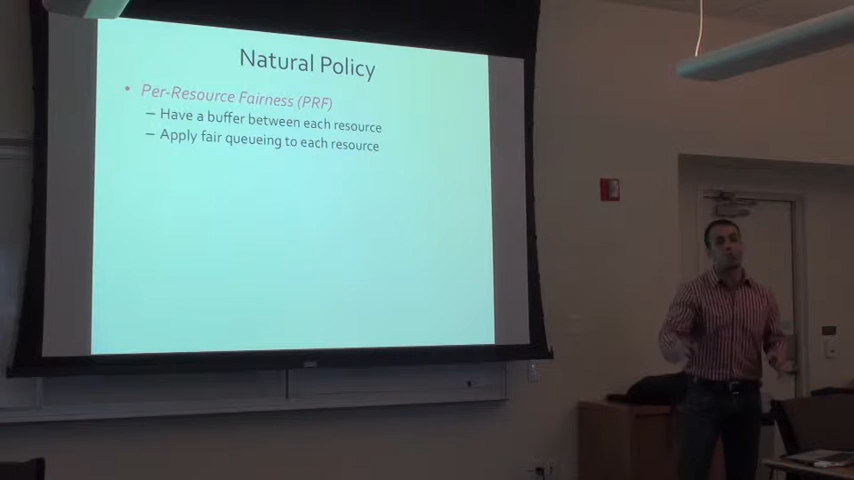 Natural Policy
• Per-Resource Fairness (PRF)
– Have a buffer between each resource
– Apply fair queueing to each resource